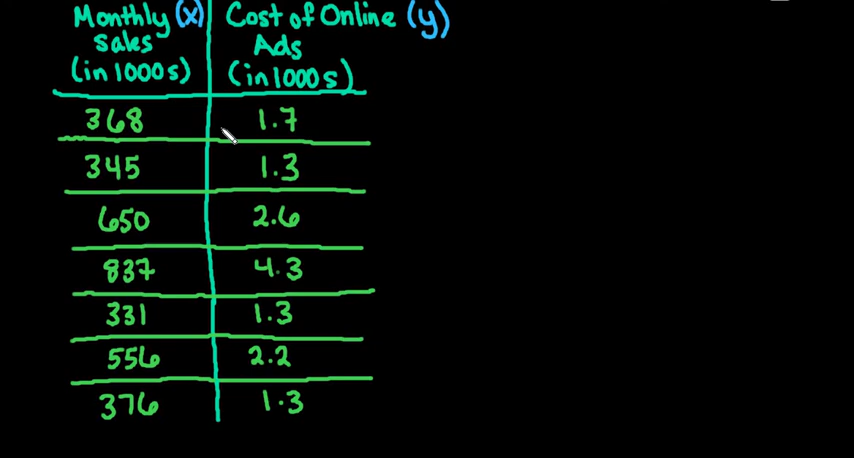 Monthly (x) Cost of Online (y)
Sales Ads
(in 1000s) (in 1000s)
368 1.7
345 1.3
650 2.6
837 4.3
331 1.3
556 2.2
376 1.3